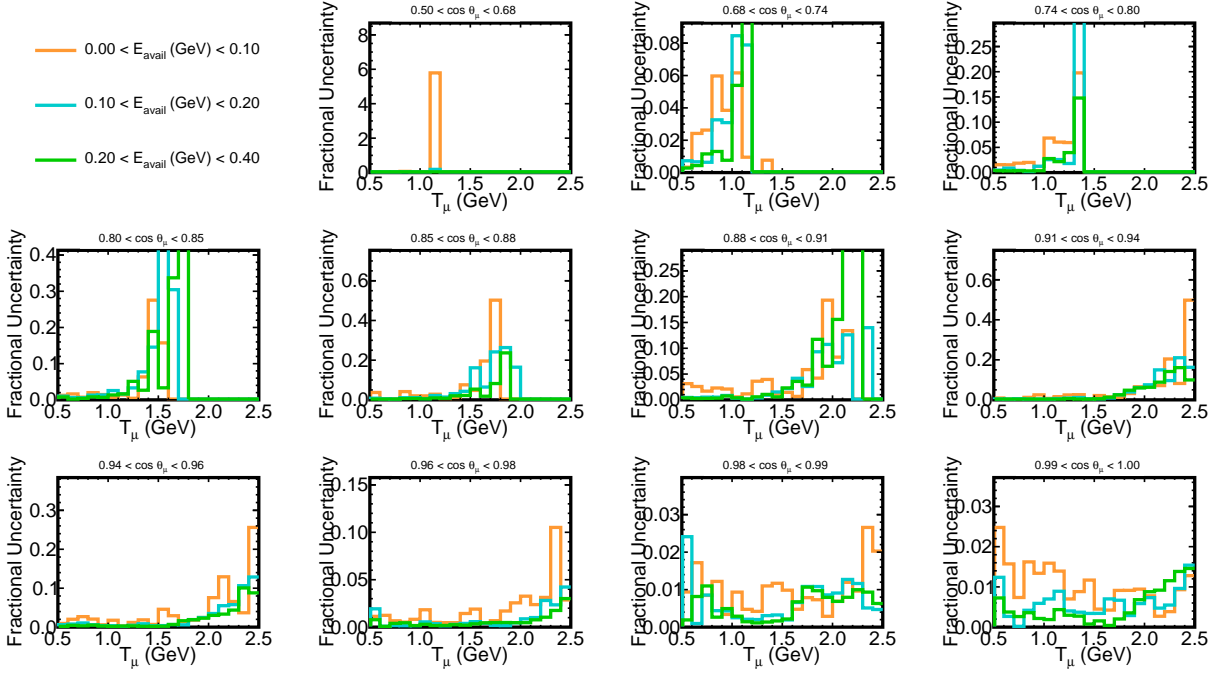 0.00 < E_avail (GeV) < 0.10
0.10 < E_avail (GeV) < 0.20
0.20 < E_avail (GeV) < 0.40
0.50 < cos θ_μ < 0.68
Fractional Uncertainty
8
6
4
2
0
0.5 1.0 1.5 2.0 2.5
T_μ (GeV)
0.68 < cos θ_μ < 0.74
Fractional Uncertainty
0.08
0.06
0.04
0.02
0.00
0.5 1.0 1.5 2.0 2.5
T_μ (GeV)
0.74 < cos θ_μ < 0.80
Fractional Uncertainty
0.25
0.20
0.15
0.10
0.05
0.00
0.5 1.0 1.5 2.0 2.5
T_μ (GeV)
0.80 < cos θ_μ < 0.85
Fractional Uncertainty
0.4
0.3
0.2
0.1
0.0
0.5 1.0 1.5 2.0 2.5
T_μ (GeV)
0.85 < cos θ_μ < 0.88
Fractional Uncertainty
0.6
0.4
0.2
0.0
0.5 1.0 1.5 2.0 2.5
T_μ (GeV)
0.88 < cos θ_μ < 0.91
Fractional Uncertainty
0.25
0.20
0.15
0.10
0.05
0.00
0.5 1.0 1.5 2.0 2.5
T_μ (GeV)
0.91 < cos θ_μ < 0.94
Fractional Uncertainty
0.6
0.4
0.2
0.0
0.5 1.0 1.5 2.0 2.5
T_μ (GeV)
0.94 < cos θ_μ < 0.96
Fractional Uncertainty
0.3
0.2
0.1
0.0
0.5 1.0 1.5 2.0 2.5
T_μ (GeV)
0.96 < cos θ_μ < 0.98
Fractional Uncertainty
0.15
0.10
0.05
0.00
0.5 1.0 1.5 2.0 2.5
T_μ (GeV)
0.98 < cos θ_μ < 0.99
Fractional Uncertainty
0.03
0.02
0.01
0.00
0.5 1.0 1.5 2.0 2.5
T_μ (GeV)
0.99 < cos θ_μ < 1.00
Fractional Uncertainty
0.03
0.02
0.01
0.00
0.5 1.0 1.5 2.0 2.5
T_μ (GeV)